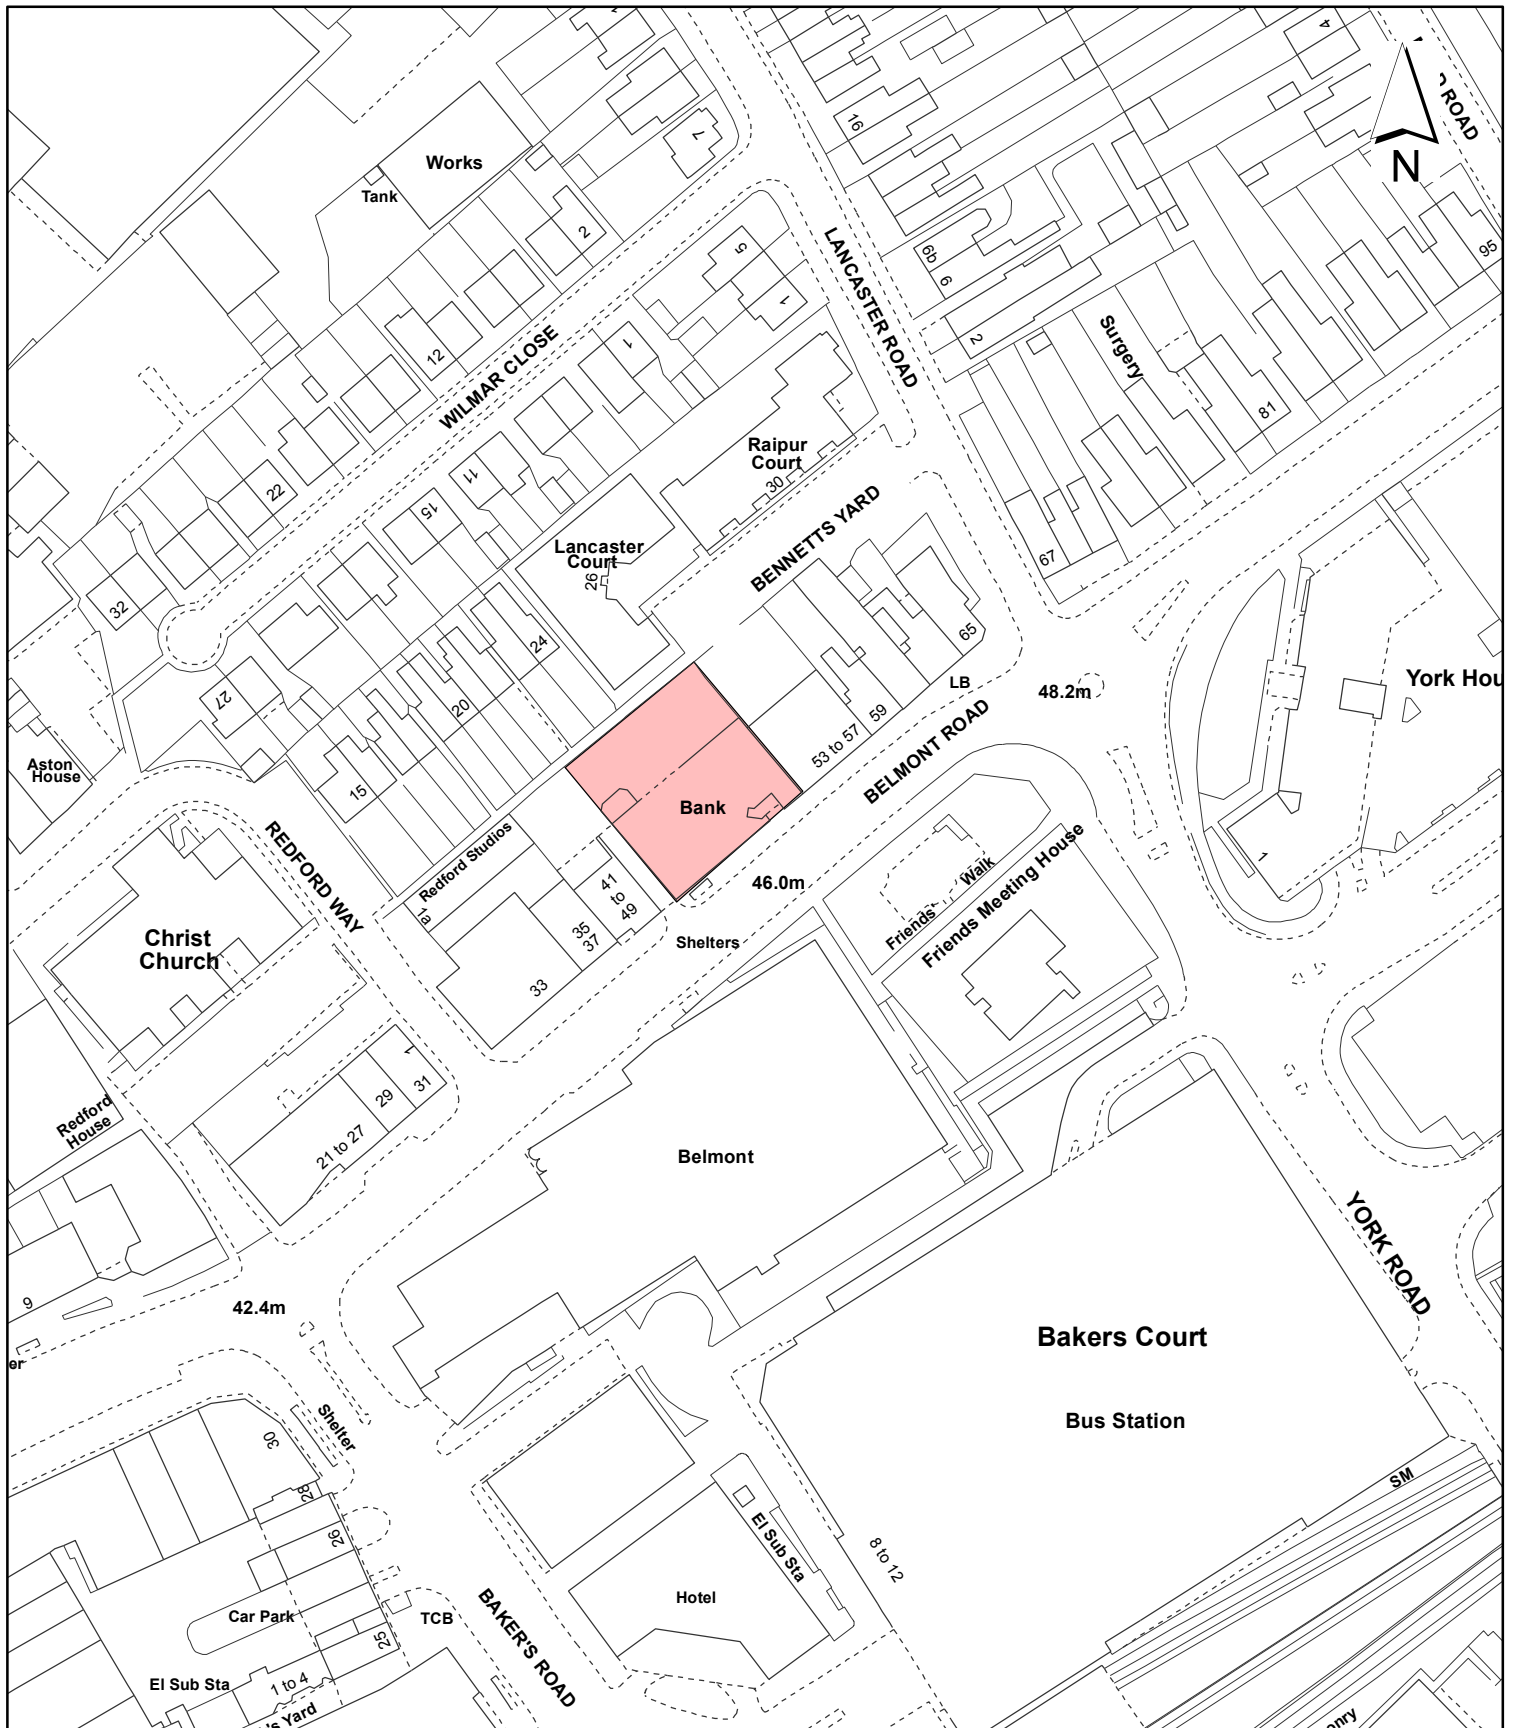 4
ROAD
N
16
7
Works
Tank
2
5
1
LANCASTER ROAD
6b
6
2
Surgery
95
81
12
WILMAR CLOSE
1
Raipur
Court
30
11
15
22
Lancaster
Court
26
BENNETTS YARD
67
32
24
65
27
20
LB
48.2m
York Hou
59
53 to 57
BELMONT ROAD
Aston
House
15
Bank
REDFORD WAY
Redford Studios
1a
41
to
49
35
37
33
46.0m
Shelters
Friends Walk
Friends Meeting House
1
Christ
Church
1
31
29
21 to 27
Redford
House
Belmont
YORK ROAD
9
42.4m
er
Bakers Court
Bus Station
Shelter
30
28
26
SM
El Sub Sta
8 to 12
Hotel
Car Park
TCB
25
BAKER'S ROAD
El Sub Sta
1 to 4
's Yard
onry